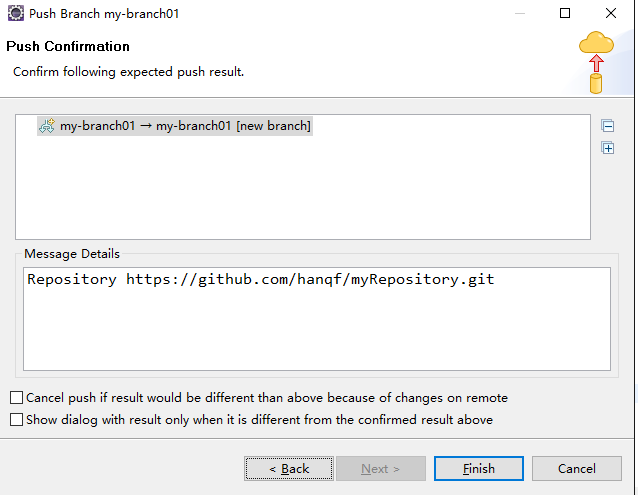 Push Branch my-branch01
Push Confirmation
Confirm following expected push result.
my-branch01 → my-branch01 [new branch]
Message Details
Repository https://github.com/hanqf/myRepository.git
Cancel push if result would be different than above because of changes on remote
Show dialog with result only when it is different from the confirmed result above
< Back
Next >
Finish
Cancel